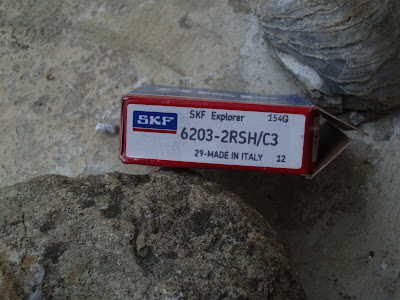 SKF
SKF Explorer 154G
6203-2RSH/C3
29-MADE IN ITALY 12